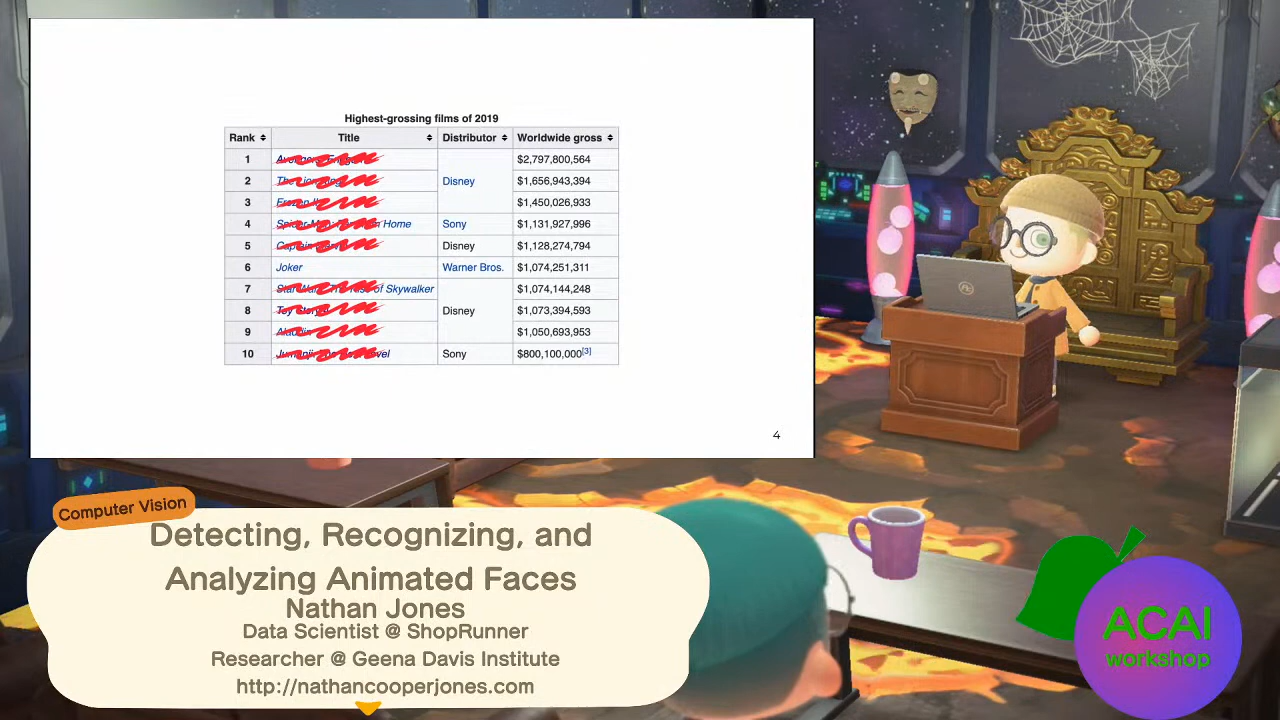 Highest-grossing films of 2019
Rank Title Distributor Worldwide gross
1 $2,797,800,564
2 Disney $1,656,943,394
3 $1,450,026,933
4 Home Sony $1,131,927,996
5 Disney $1,128,274,794
6 Joker Warner Bros. $1,074,251,311
7 of Skywalker $1,074,144,248
8 Disney $1,073,394,593
9 $1,050,693,953
10 Sony $800,100,000[3]
4
Computer Vision
Detecting, Recognizing, and
Analyzing Animated Faces
Nathan Jones
Data Scientist @ ShopRunner
Researcher @ Geena Davis Institute
http://nathancooperjones.com
ACAI
workshop